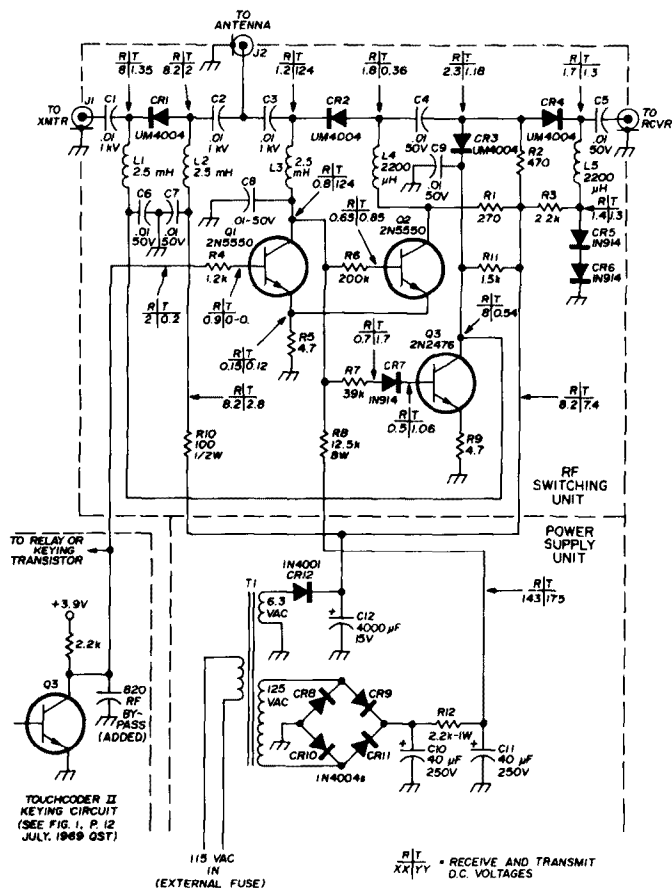 TO
ANTENNA
J2
R|T
8|1.35
R|T
8.2|2
R|T
1.2|124
R|T
1.8|0.36
R|T
2.3|1.18
R|T
1.7|1.3
TO
XMTR
J1
C1
.01
1 kV
CR1
UM4004
C2
.01
1 kV
C3
.01
1 kV
CR2
UM4004
C4
.01
50V
CR3
UM4004
CR4
UM4004
C5
.01
50V
TO
RCVR
L1
2.5 mH
L2
2.5 mH
L3
2.5
mH
L4
2200
µH
C9
.01
50V
R2
470
L5
2200
µH
C6
.01
50V
C7
.01
50V
C8
.01-50V
R|T
0.8|124
R|T
0.65|0.85
R1
270
R3
2.2k
R|T
1.4|1.3
Q1
2N5550
Q2
2N5550
R4
1.2k
R6
200k
R11
1.5k
CR5
1N914
CR6
1N914
R|T
2|0.2
R|T
0.9|0-0.
R|T
0.15|0.12
R5
4.7
R|T
0.7|1.7
Q3
2N2476
R|T
8|0.54
R7
39k
CR7
1N914
R|T
0.5|1.06
R|T
8.2|2.8
R|T
8.2|7.4
R10
100
1/2W
R8
12.5k
8W
R9
4.7
RF
SWITCHING
UNIT
POWER
SUPPLY
UNIT
TO RELAY OR
KEYING
TRANSISTOR
+3.9V
2.2k
Q3
820
RF
BY-
PASS
(ADDED)
TOUCHCODER II
KEYING CIRCUIT
(SEE FIG. 1, P. 12
JULY, 1969 QST)
T1
6.3
VAC
1N4001
CR12
C12
4000 µF
15V
R|T
143|175
125
VAC
CR8
CR9
CR10
CR11
1N4004s
R12
2.2k-1W
C10
40 µF
250V
C11
40 µF
250V
115 VAC
IN
(EXTERNAL FUSE)
R|T
XX|YY
= RECEIVE AND TRANSMIT
D.C. VOLTAGES